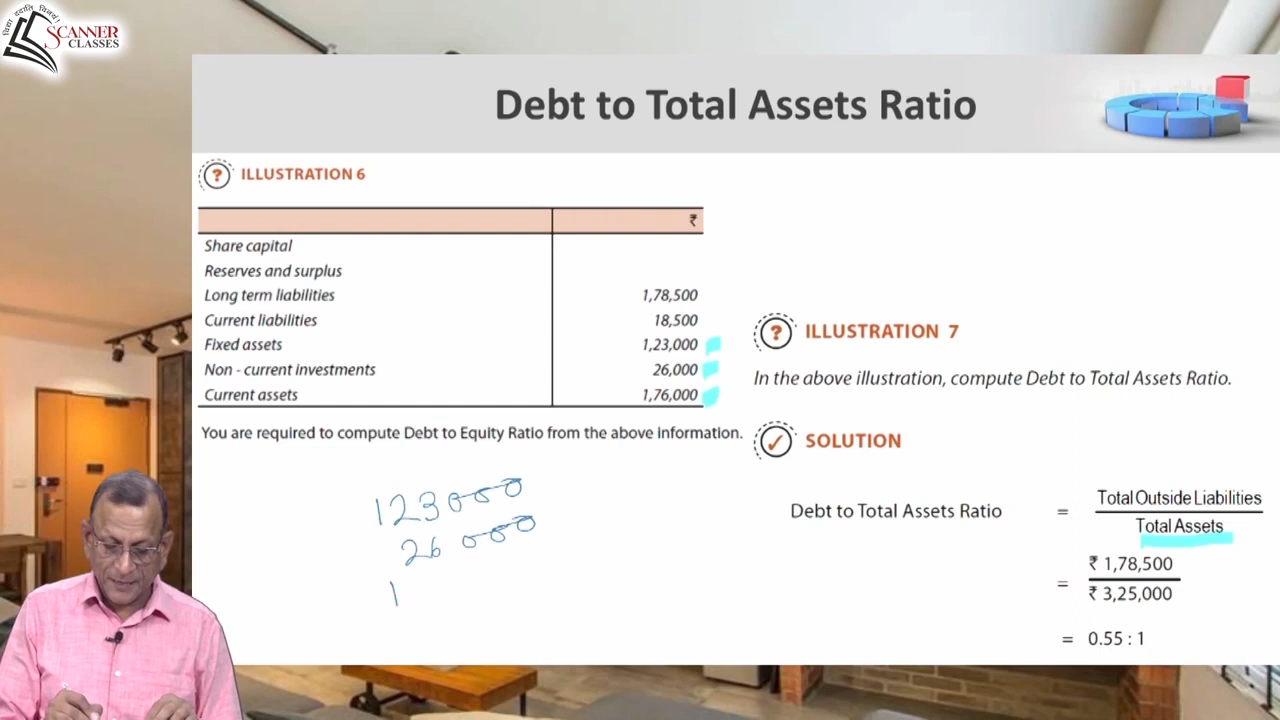 विद्या ददाति विजयं।
SCANNER
CLASSES
Debt to Total Assets Ratio
? ILLUSTRATION 6
₹
Share capital
Reserves and surplus
Long term liabilities 1,78,500
Current liabilities 18,500
Fixed assets 1,23,000
Non - current investments 26,000
Current assets 1,76,000
You are required to compute Debt to Equity Ratio from the above information.
123000
26 000
1
? ILLUSTRATION 7
In the above illustration, compute Debt to Total Assets Ratio.
✓ SOLUTION
Debt to Total Assets Ratio = Total Outside Liabilities
Total Assets
= ₹ 1,78,500
₹ 3,25,000
= 0.55 : 1